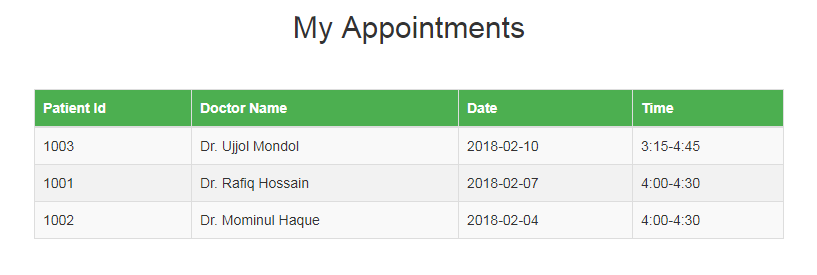 My Appointments
Patient Id Doctor Name Date Time
1003 Dr. Ujjol Mondol 2018-02-10 3:15-4:45
1001 Dr. Rafiq Hossain 2018-02-07 4:00-4:30
1002 Dr. Mominul Haque 2018-02-04 4:00-4:30